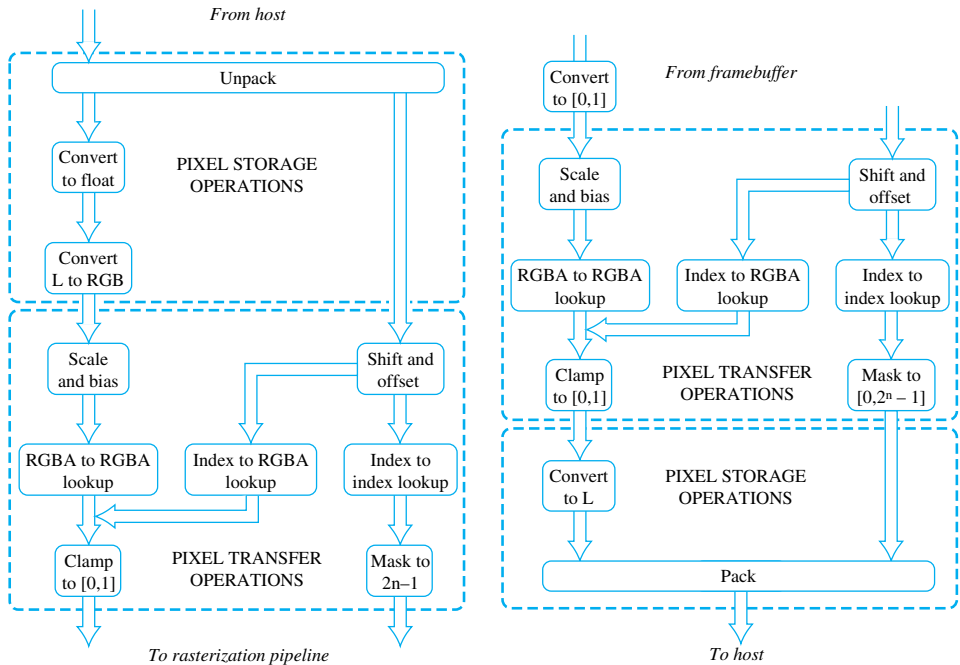 From host
Unpack
Convert
to float
PIXEL STORAGE
OPERATIONS
Convert
L to RGB
Scale
and bias
Shift and
offset
RGBA to RGBA
lookup
Index to RGBA
lookup
Index to
index lookup
Clamp
to [0,1]
PIXEL TRANSFER
OPERATIONS
Mask to
2n–1
To rasterization pipeline
From framebuffer
Convert
to [0,1]
Scale
and bias
Shift and
offset
RGBA to RGBA
lookup
Index to RGBA
lookup
Index to
index lookup
Clamp
to [0,1]
PIXEL TRANSFER
OPERATIONS
Mask to
[0,2ⁿ – 1]
Convert
to L
PIXEL STORAGE
OPERATIONS
Pack
To host